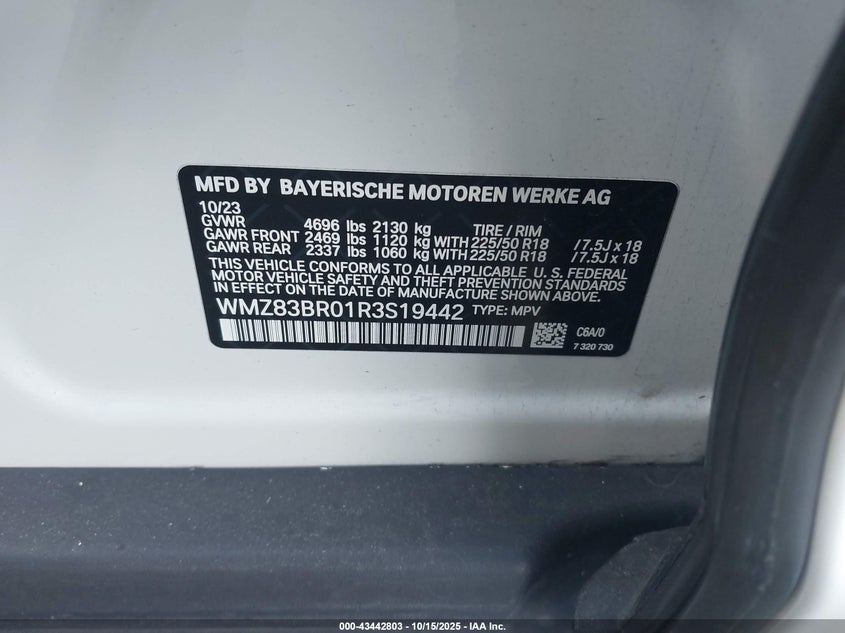 MFD BY BAYERISCHE MOTOREN WERKE AG
10/23
GVWR 4696 lbs 2130 kg TIRE / RIM
GAWR FRONT 2469 lbs 1120 kg WITH 225/50 R18 / 7.5J x 18
GAWR REAR 2337 lbs 1060 kg WITH 225/50 R18 / 7.5J x 18
THIS VEHICLE CONFORMS TO ALL APPLICABLE U. S. FEDERAL
MOTOR VEHICLE SAFETY AND THEFT PREVENTION STANDARDS
IN EFFECT ON THE DATE OF MANUFACTURE.
WMZ83BR01R3S19442 TYPE: MPV
C6A/0
7 320 730
000-43442803 - 10/15/2025 - IAA Inc.